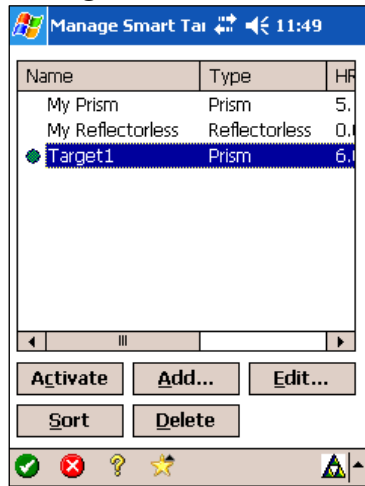 Manage Smart Tar 11:49
Name Type HR
My Prism Prism 5.
My Reflectorless Reflectorless 0.
Target1 Prism 6.
Activate Add... Edit...
Sort Delete